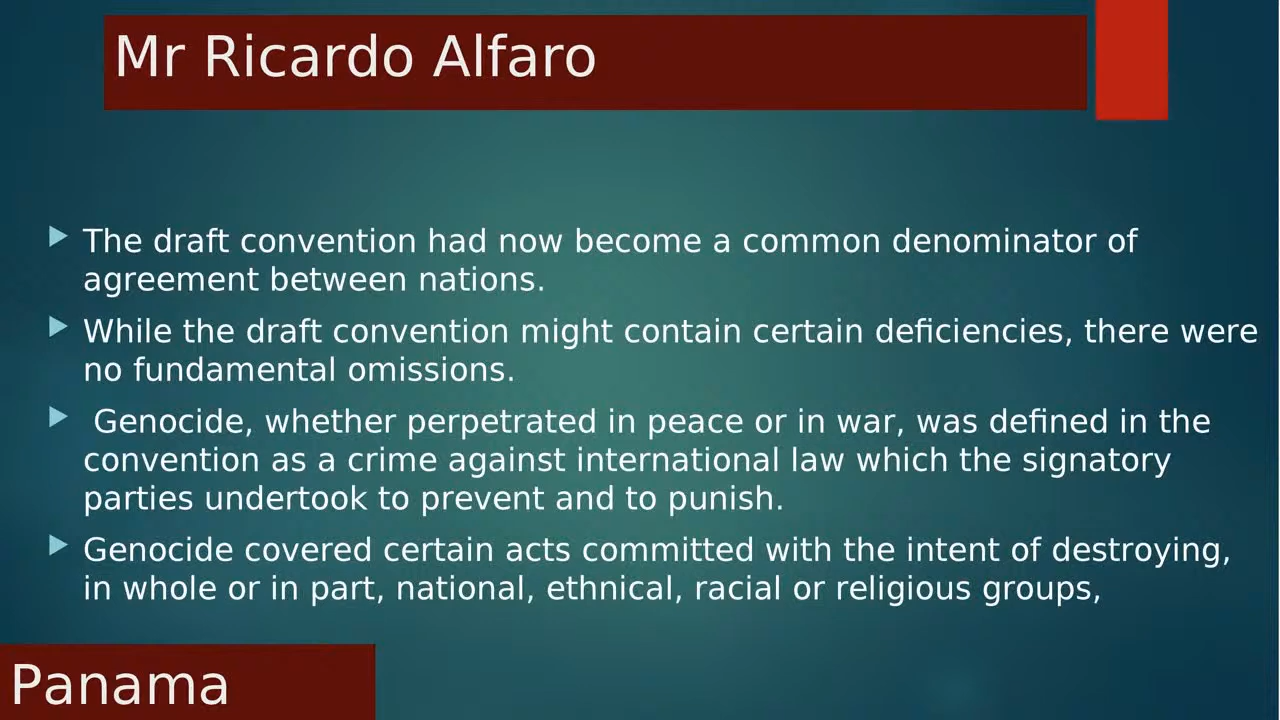 Mr Ricardo Alfaro
The draft convention had now become a common denominator of
agreement between nations.
While the draft convention might contain certain deficiencies, there were
no fundamental omissions.
Genocide, whether perpetrated in peace or in war, was defined in the
convention as a crime against international law which the signatory
parties undertook to prevent and to punish.
Genocide covered certain acts committed with the intent of destroying,
in whole or in part, national, ethnical, racial or religious groups,
Panama